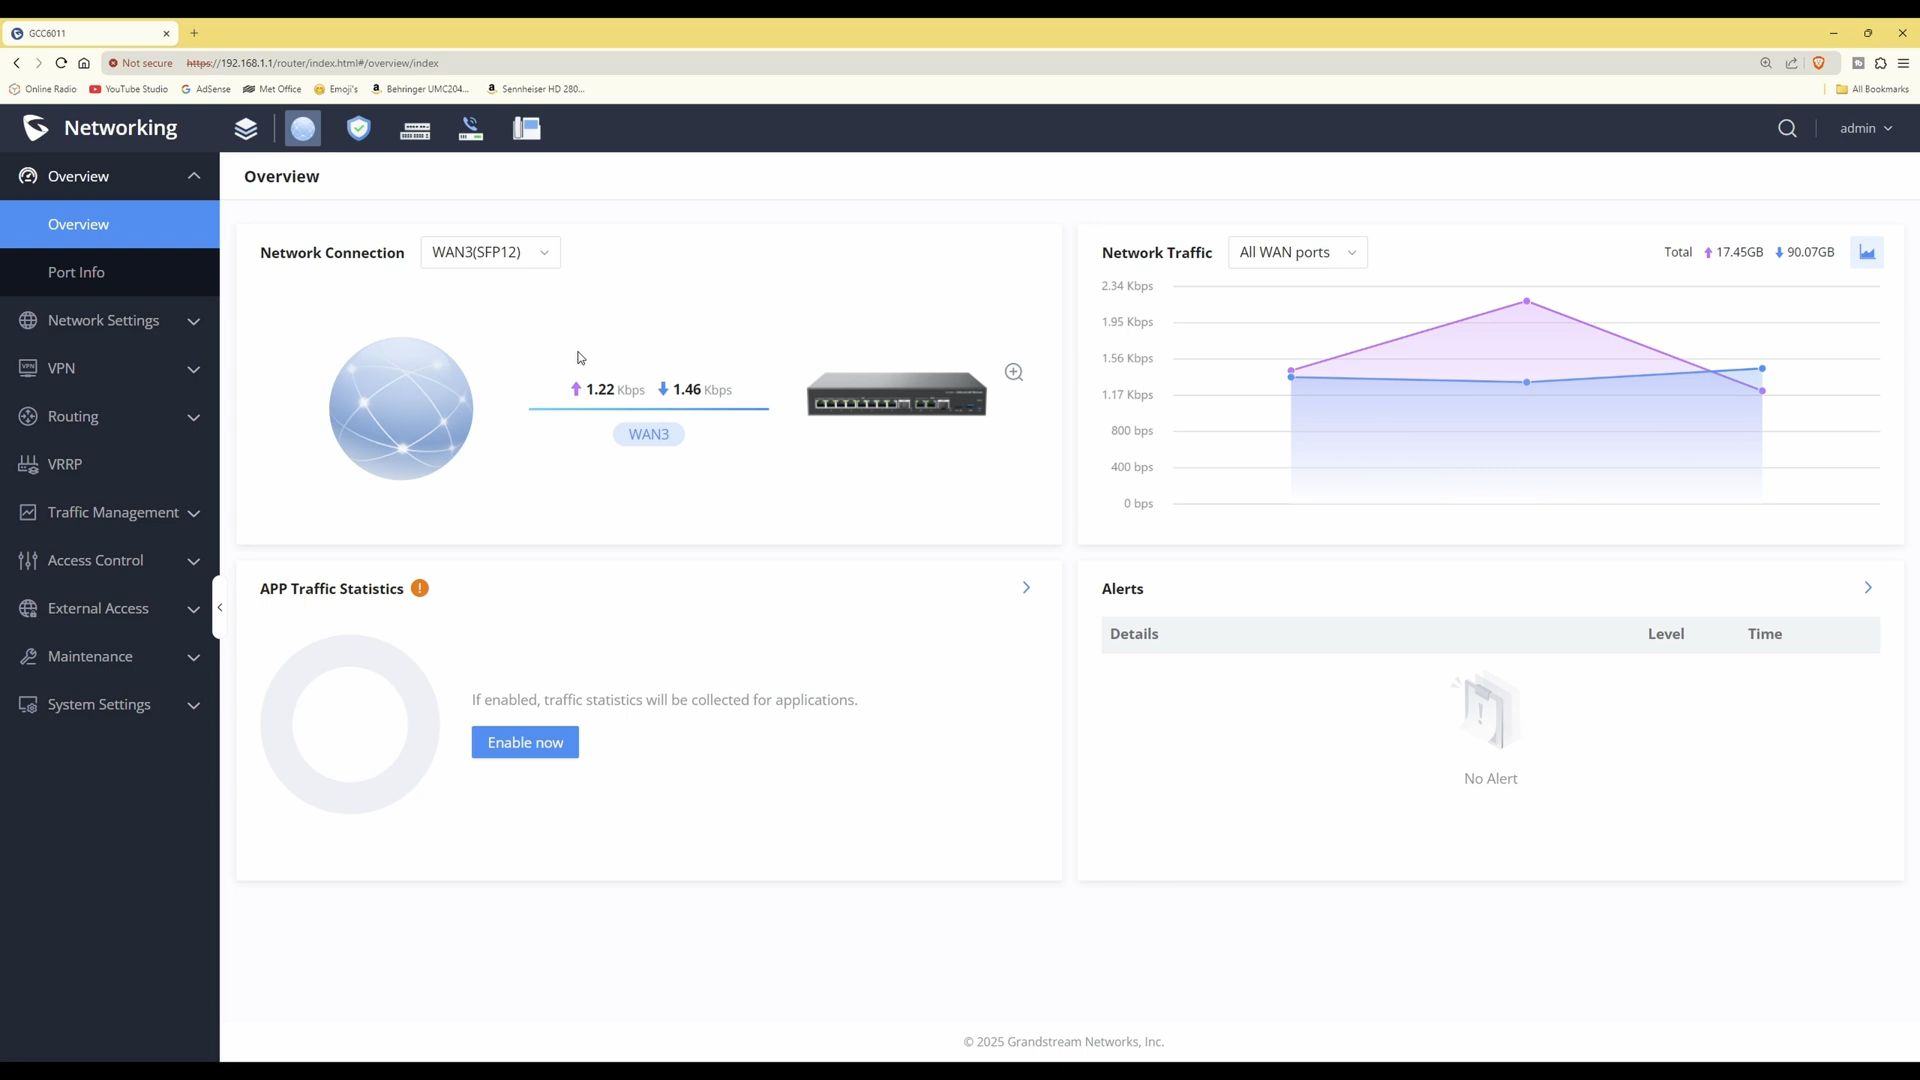 GCC6011
Not secure https://192.168.1.1/router/index.html#/overview/index
Online Radio YouTube Studio AdSense Met Office Emoji's Behringer UMC204... Sennheiser HD 280... All Bookmarks
Networking admin
Overview
Overview
Port Info
Network Settings
VPN
Routing
VRRP
Traffic Management
Access Control
External Access
Maintenance
System Settings
Overview
Network Connection WAN3(SFP12)
1.22 Kbps 1.46 Kbps
WAN3
Network Traffic All WAN ports Total 17.45GB 90.07GB
2.34 Kbps
1.95 Kbps
1.56 Kbps
1.17 Kbps
800 bps
400 bps
0 bps
APP Traffic Statistics
If enabled, traffic statistics will be collected for applications.
Enable now
Alerts
Details Level Time
No Alert
© 2025 Grandstream Networks, Inc.